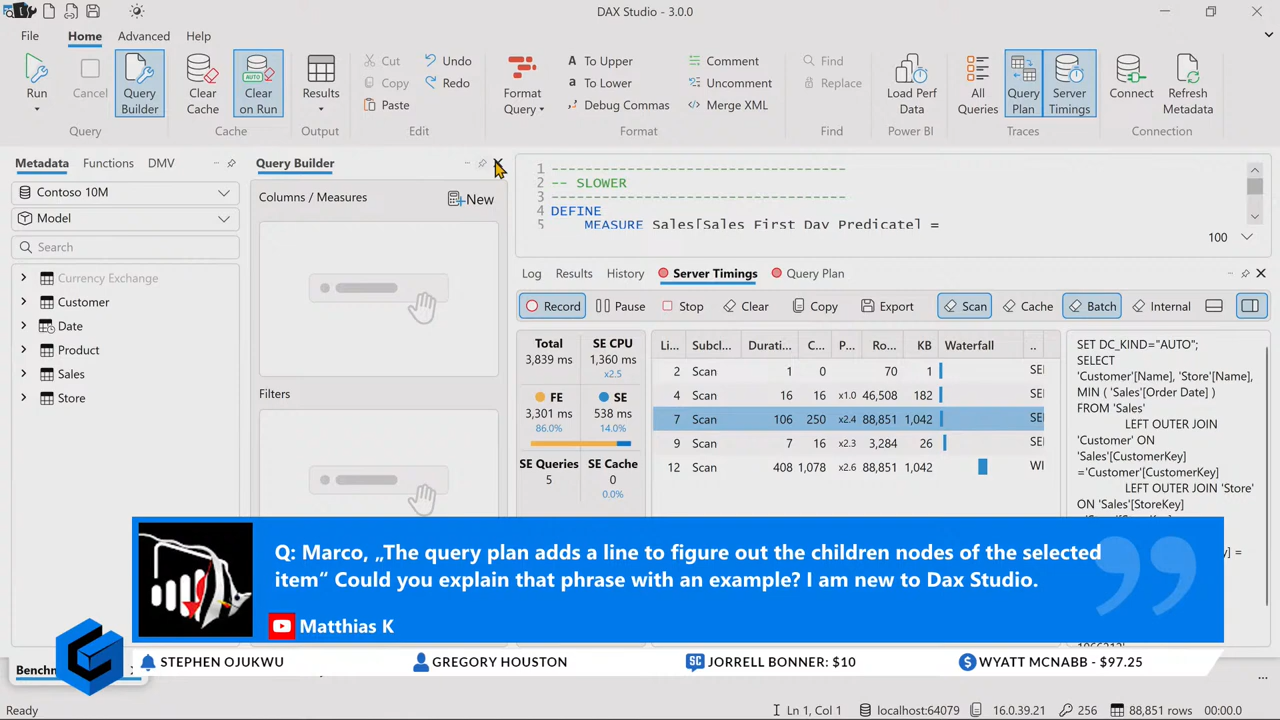 DAX Studio - 3.0.0
File Home Advanced Help
Run Cancel Query Builder Clear Cache Clear on Run Results Cut Copy Paste Undo Redo Format Query To Upper To Lower Debug Commas Comment Uncomment Merge XML Find Replace Load Perf Data All Queries Query Plan Server Timings Connect Refresh Metadata
AUTO
Query Cache Output Edit Format Find Power BI Traces Connection
Metadata Functions DMV
Contoso 10M
Model
Search
Currency Exchange
Customer
Date
Product
Sales
Store
Query Builder
Columns / Measures New
Filters
1 ------------------------------------
2 -- SLOWER
3 ------------------------------------
4 DEFINE
5 MEASURE Sales[Sales First Day Predicate] =
100
Log Results History Server Timings Query Plan
Record Pause Stop Clear Copy Export Scan Cache Batch Internal
Total SE CPU
3,839 ms 1,360 ms
x2.5
FE SE
3,301 ms 538 ms
86.0% 14.0%
SE Queries SE Cache
5 0
0.0%
Li... Subcl... Durati... C... P... Ro... KB Waterfall ..
2 Scan 1 0 70 1 SEI
4 Scan 16 16 x1.0 46,508 182 SEI
7 Scan 106 250 x2.4 88,851 1,042 SEI
9 Scan 7 16 x2.3 3,284 26 SEI
12 Scan 408 1,078 x2.6 88,851 1,042 WI
SET DC_KIND="AUTO";
SELECT
'Customer'[Name], 'Store'[Name],
MIN ( 'Sales'[Order Date] )
FROM 'Sales'
LEFT OUTER JOIN
'Customer' ON
'Sales'[CustomerKey]
='Customer'[CustomerKey]
LEFT OUTER JOIN 'Store'
ON 'Sales'[StoreKey]
Q: Marco, „The query plan adds a line to figure out the children nodes of the selected
item“ Could you explain that phrase with an example? I am new to Dax Studio.
Matthias K
STEPHEN OJUKWU GREGORY HOUSTON SC JORRELL BONNER: $10 WYATT MCNABB - $97.25
Ready Ln 1, Col 1 localhost:64079 16.0.39.21 256 88,851 rows 00:00.0